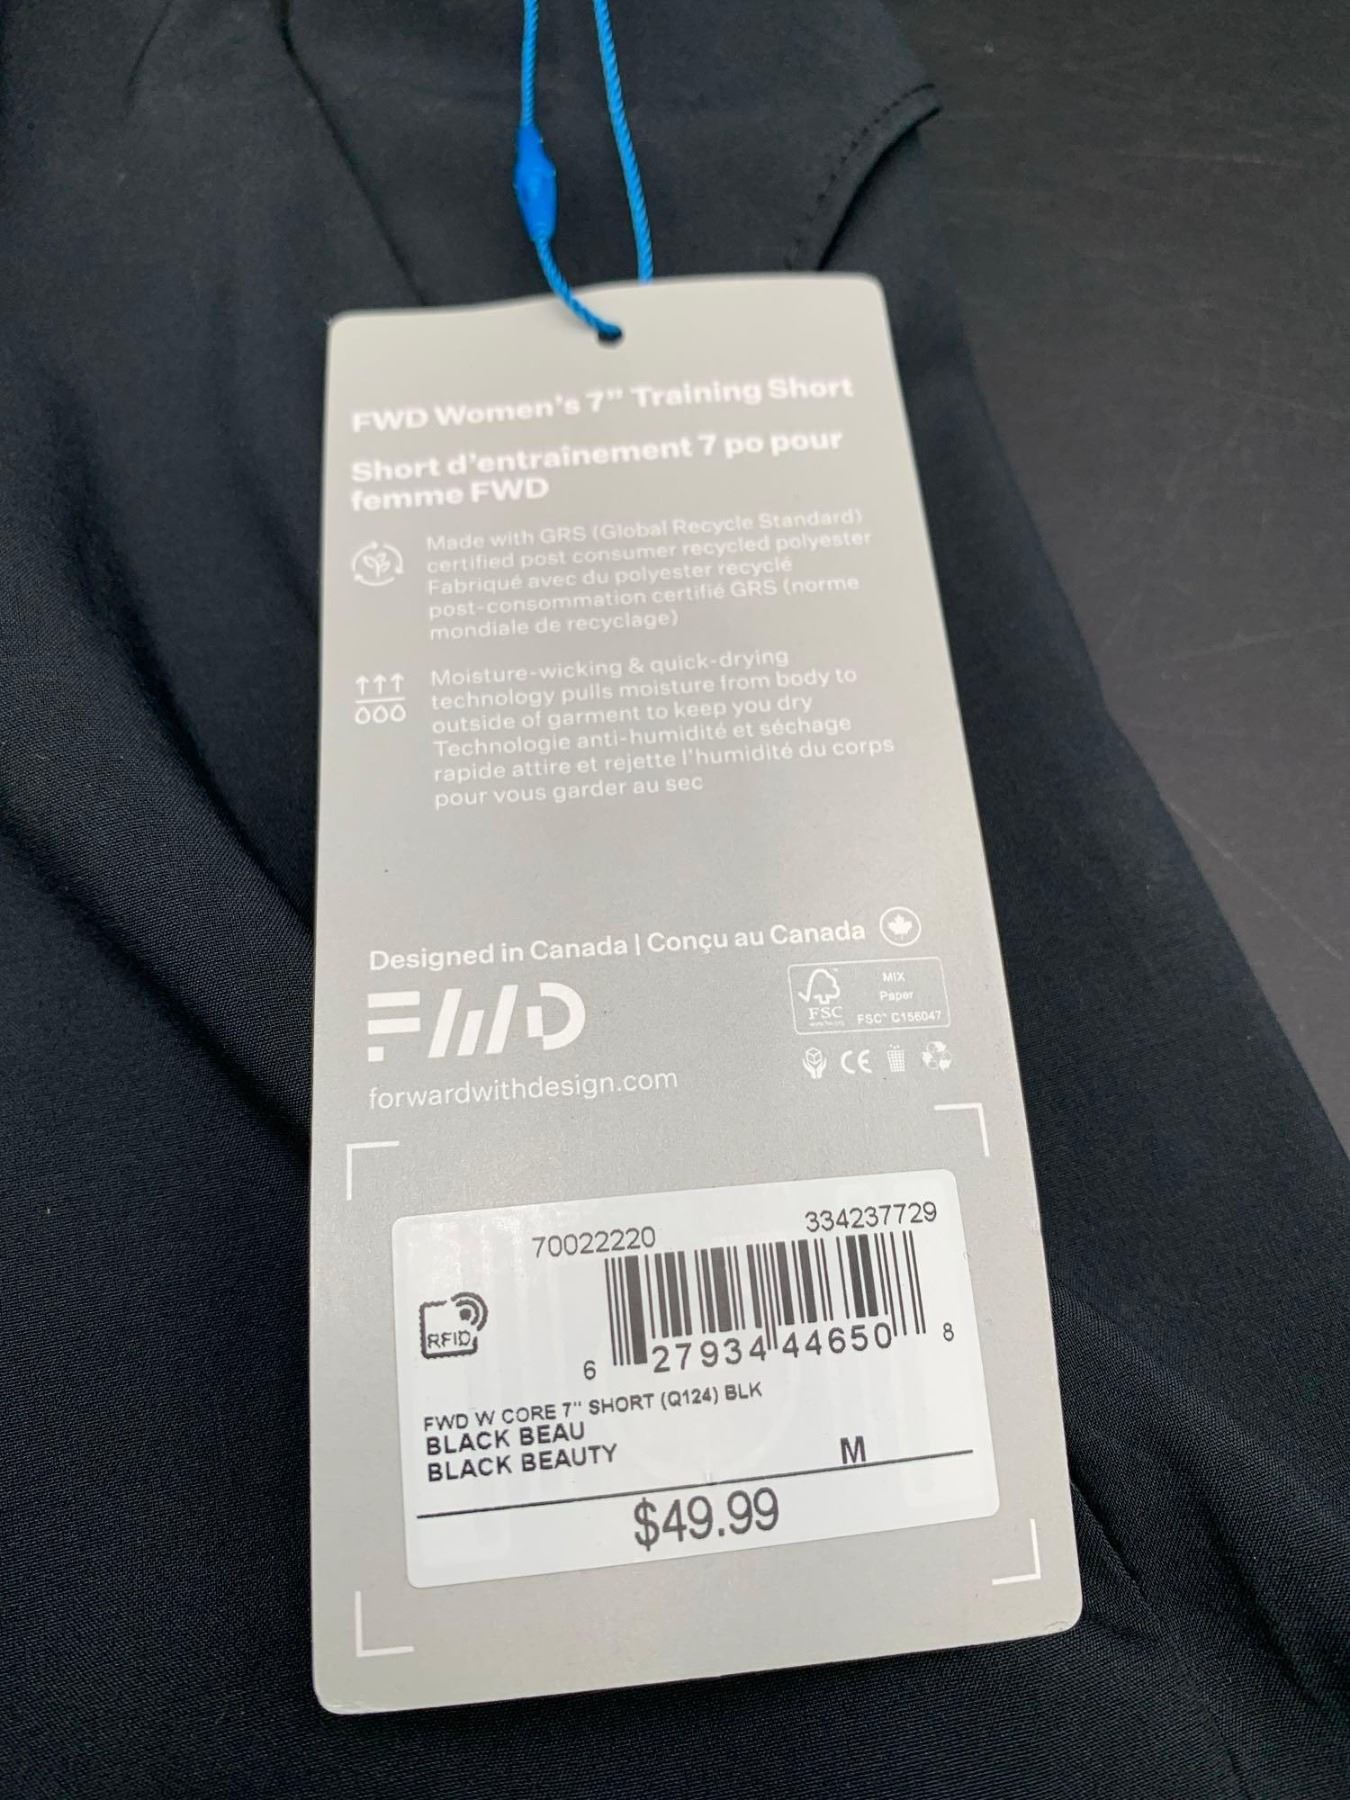 FWD Women's 7" Training Short
Short d'entraînement 7 po pour
femme FWD
Made with GRS (Global Recycle Standard)
certified post consumer recycled polyester
Fabriqué avec du polyester recyclé
post-consommation certifié GRS (norme
mondiale de recyclage)
Moisture-wicking & quick-drying
technology pulls moisture from body to
outside of garment to keep you dry
Technologie anti-humidité et séchage
rapide attire et rejette l'humidité du corps
pour vous garder au sec
Designed in Canada | Conçu au Canada
FWD
MIX
Paper
FSC
FSC™ C156047
CE
forwardwithdesign.com
70022220 334237729
RFID
6 27934 44650 8
FWD W CORE 7" SHORT (Q124) BLK
BLACK BEAU
BLACK BEAUTY M
$49.99